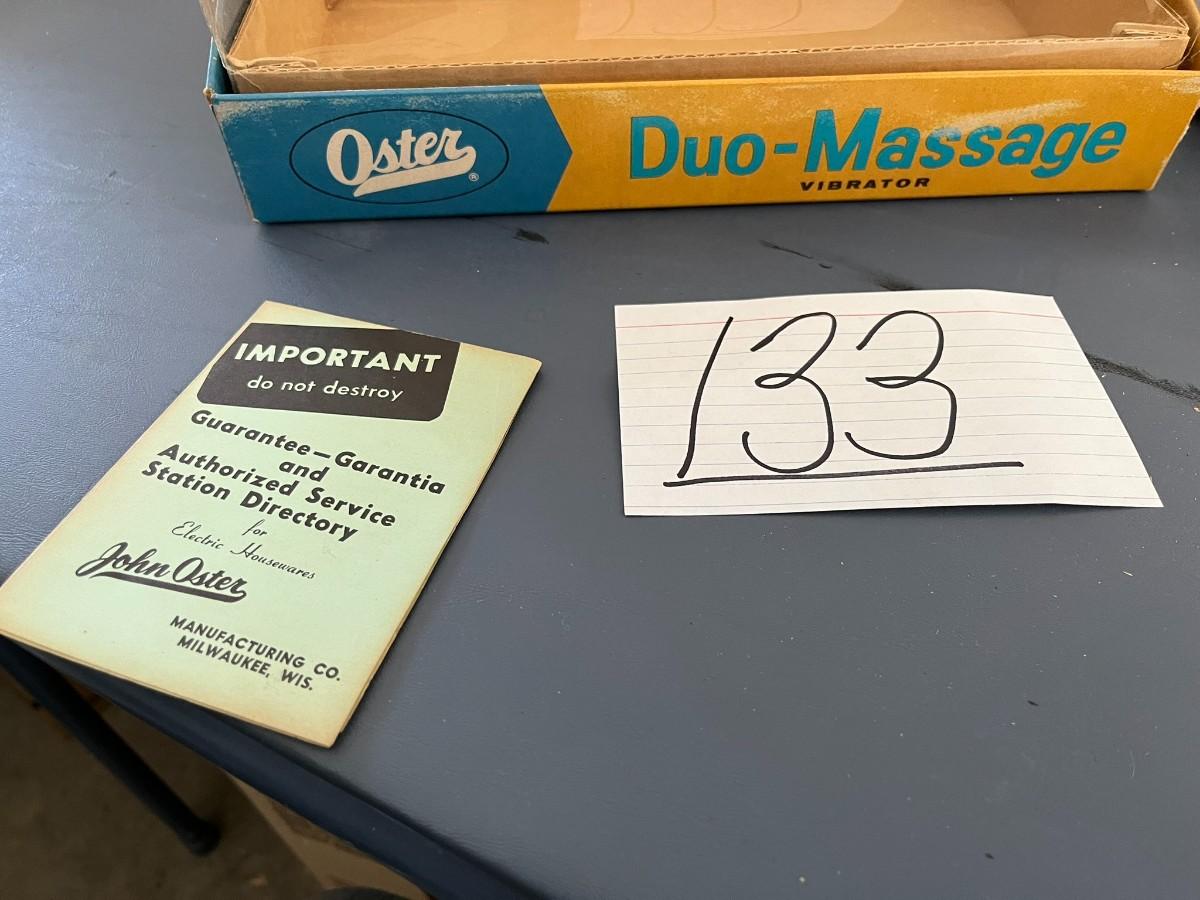 Oster®
Duo-Massage
VIBRATOR
IMPORTANT
do not destroy
Guarantee—Garantia
and
Authorized Service
Station Directory
for
Electric Housewares
John Oster
MANUFACTURING CO.
MILWAUKEE, WIS.
133